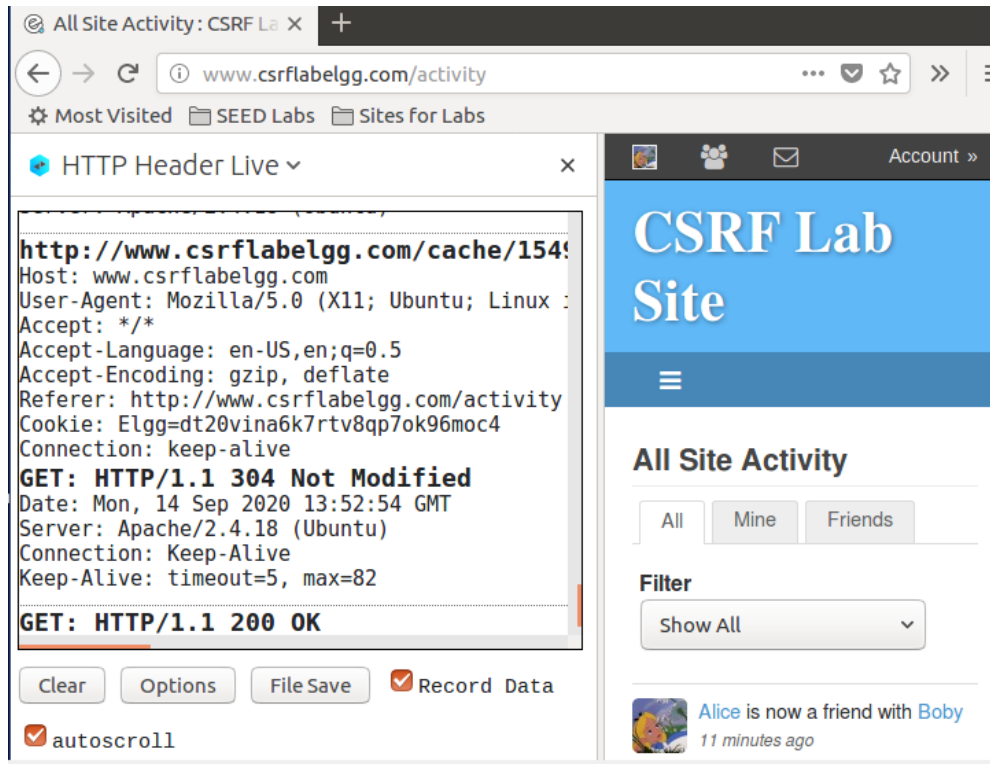 All Site Activity : CSRF La
www.csrflabelgg.com/activity
Most Visited SEED Labs Sites for Labs
HTTP Header Live
http://www.csrflabelgg.com/cache/1549
Host: www.csrflabelgg.com
User-Agent: Mozilla/5.0 (X11; Ubuntu; Linux
Accept: */*
Accept-Language: en-US,en;q=0.5
Accept-Encoding: gzip, deflate
Referer: http://www.csrflabelgg.com/activity
Cookie: Elgg=dt20vina6k7rtv8qp7ok96moc4
Connection: keep-alive
GET: HTTP/1.1 304 Not Modified
Date: Mon, 14 Sep 2020 13:52:54 GMT
Server: Apache/2.4.18 (Ubuntu)
Connection: Keep-Alive
Keep-Alive: timeout=5, max=82
GET: HTTP/1.1 200 OK
Clear Options File Save Record Data
autoscroll
Account »
CSRF Lab
Site
All Site Activity
All Mine Friends
Filter
Show All
Alice is now a friend with Boby
11 minutes ago